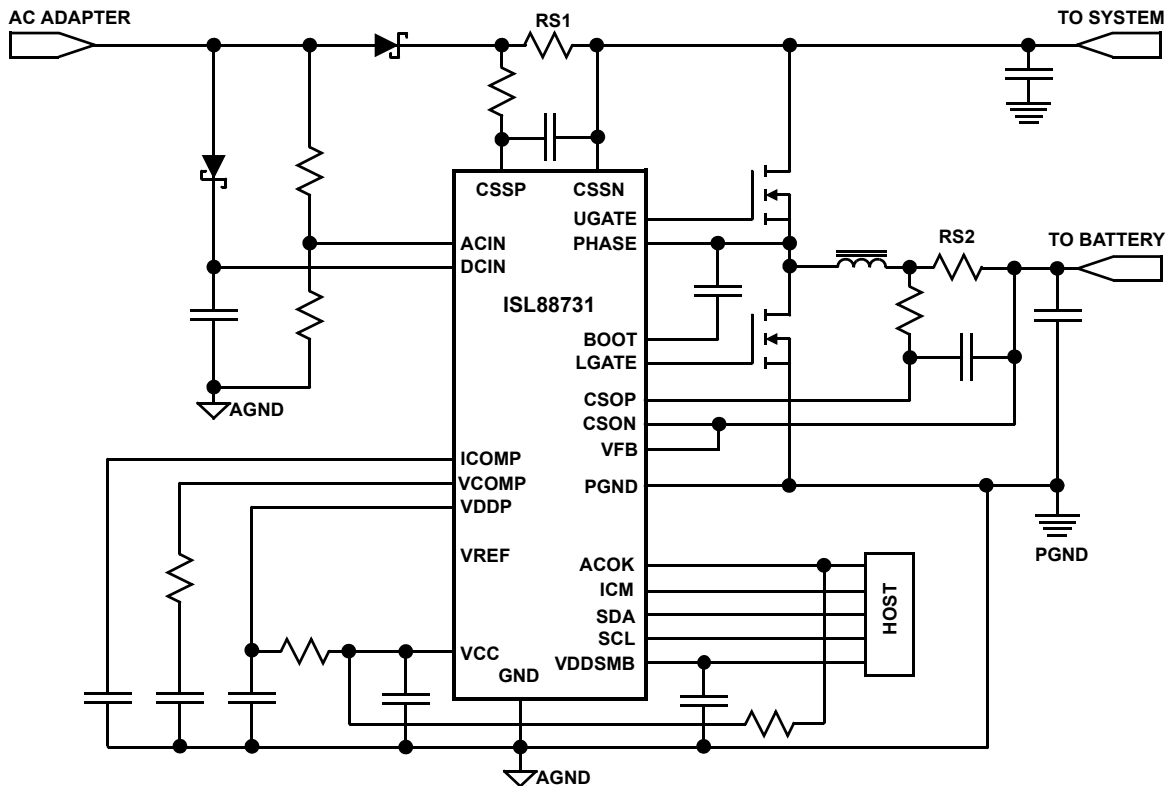 AC ADAPTER
RS1
TO SYSTEM
CSSP
CSSN
UGATE
PHASE
ACIN
DCIN
RS2
TO BATTERY
ISL88731
BOOT
LGATE
AGND
CSOP
CSON
VFB
ICOMP
VCOMP
VDDP
PGND
VREF
PGND
ACOK
ICM
SDA
SCL
VDDSMB
HOST
VCC
GND
AGND